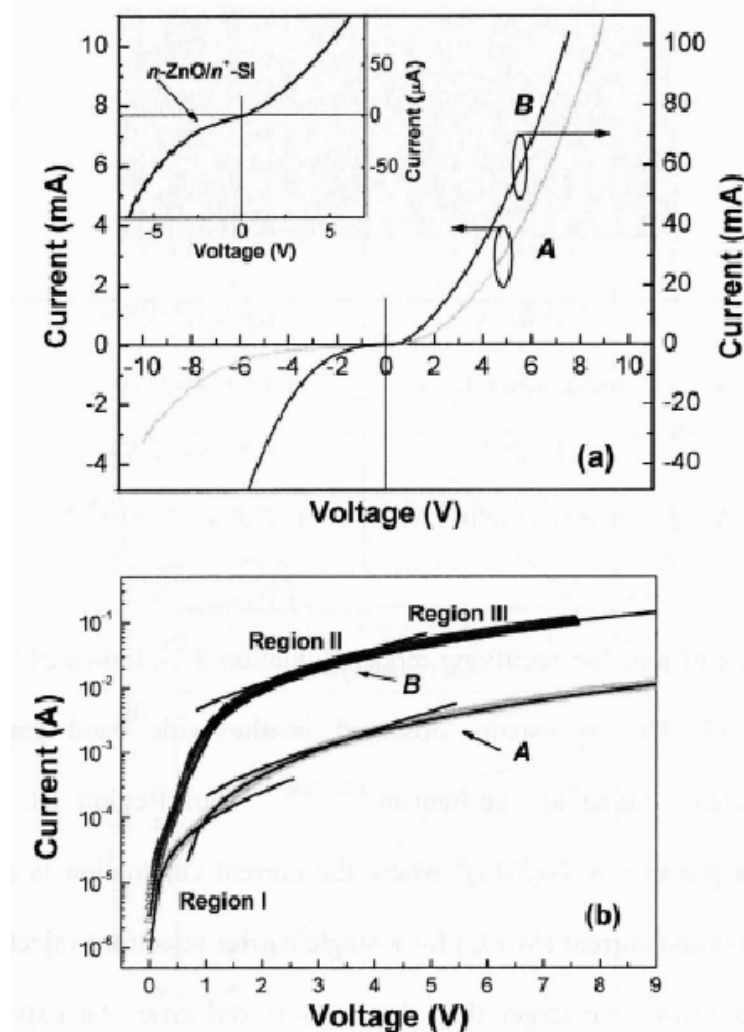 10
8
6
4
2
0
-2
-4
Current (mA)
n-ZnO/n⁺-Si
50
0
-50
Current (μA)
-5 0 5
Voltage (V)
B
A
100
80
60
40
20
0
-20
-40
Current (mA)
-10 -8 -6 -4 -2 0 2 4 6 8 10
(a)
Voltage (V)
10⁻¹
10⁻²
10⁻³
10⁻⁴
10⁻⁵
10⁻⁶
Current (A)
Region III
Region II
B
A
Region I
(b)
0 1 2 3 4 5 6 7 8 9
Voltage (V)